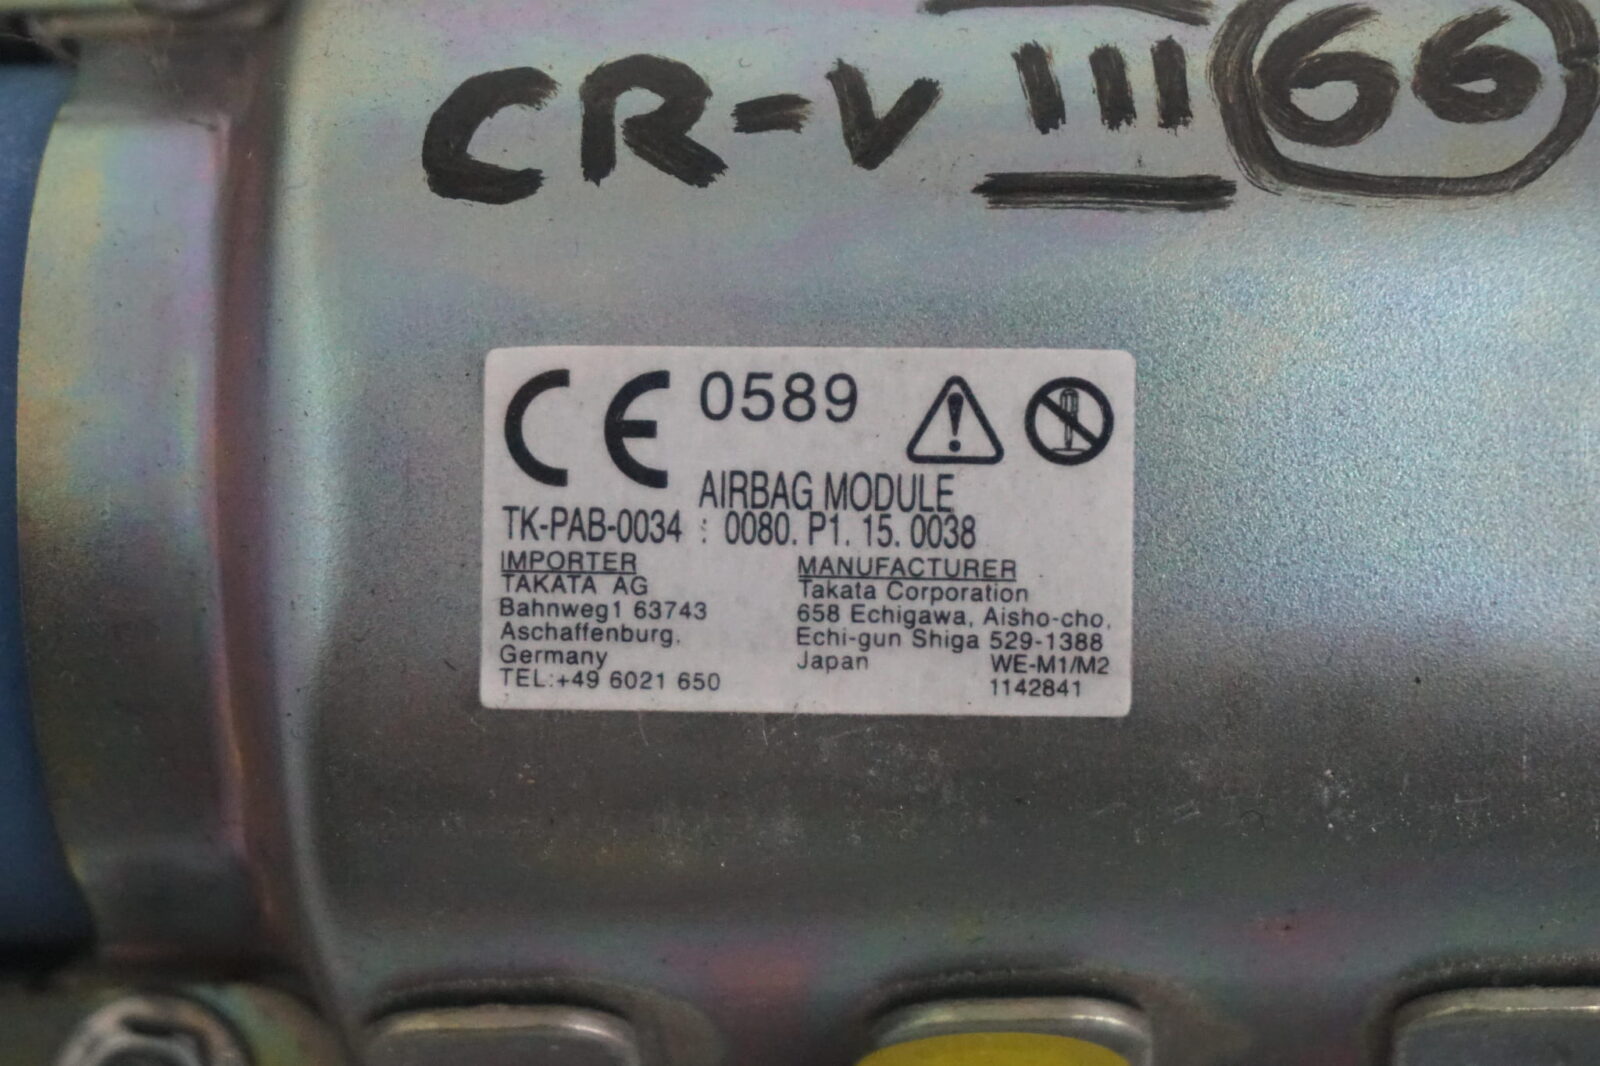 CR-V III 66
CE 0589
AIRBAG MODULE
TK-PAB-0034 : 0080. P1. 15. 0038
IMPORTER
TAKATA AG
Bahnweg1 63743
Aschaffenburg.
Germany
TEL:+49 6021 650
MANUFACTURER
Takata Corporation
658 Echigawa, Aisho-cho,
Echi-gun Shiga 529-1388
Japan WE-M1/M2
1142841